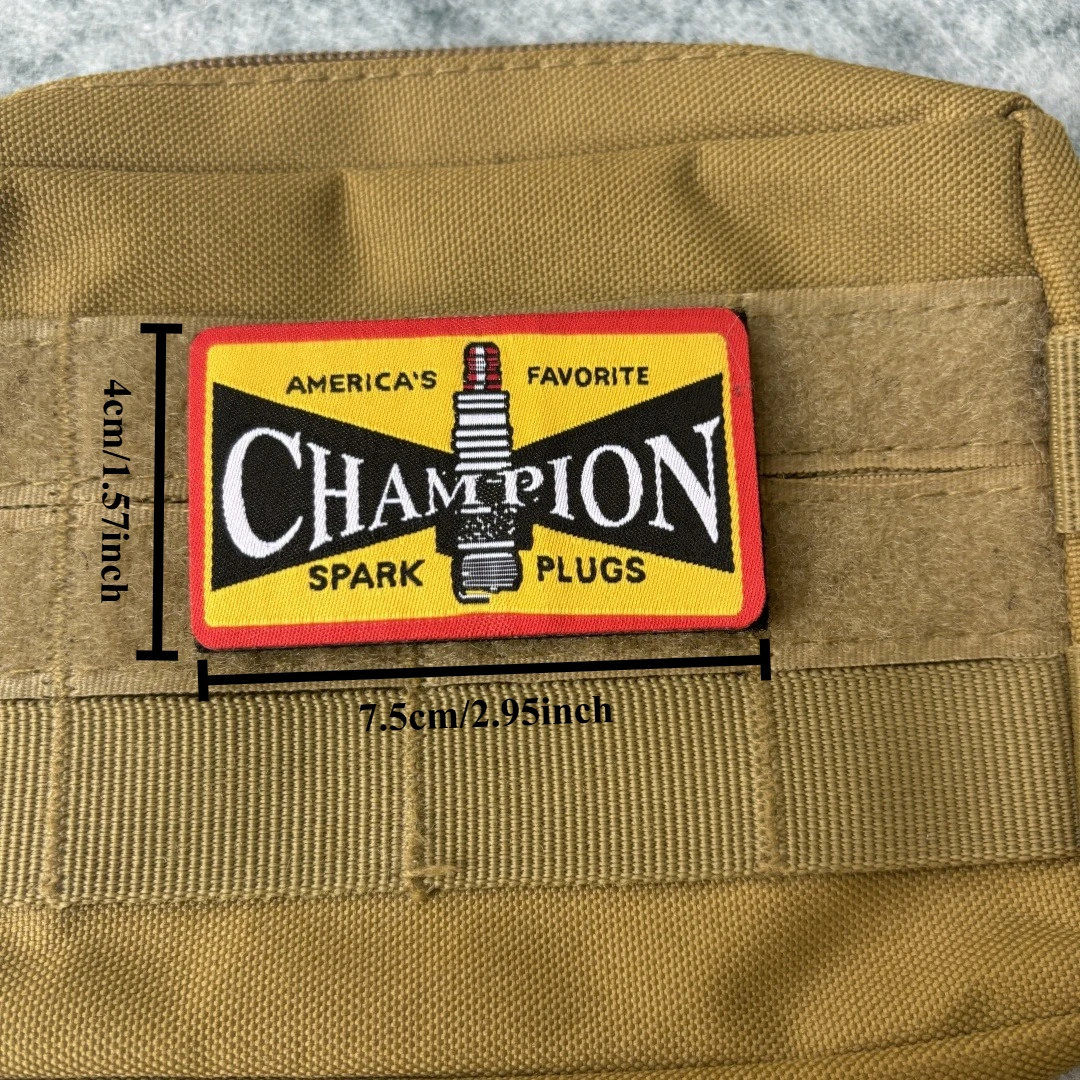 AMERICA'S FAVORITE
CHAMPION
SPARK PLUGS
4cm/1.57inch
7.5cm/2.95inch